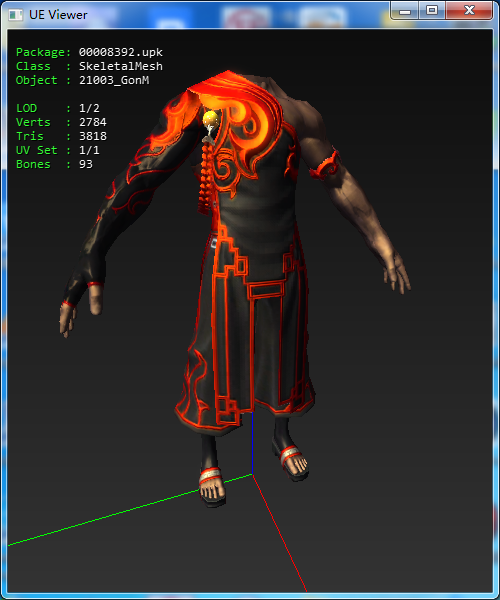 UE Viewer
Package: 00008392.upk
Class : SkeletalMesh
Object : 21003_GonM
LOD : 1/2
Verts : 2784
Tris : 3818
UV Set : 1/1
Bones : 93